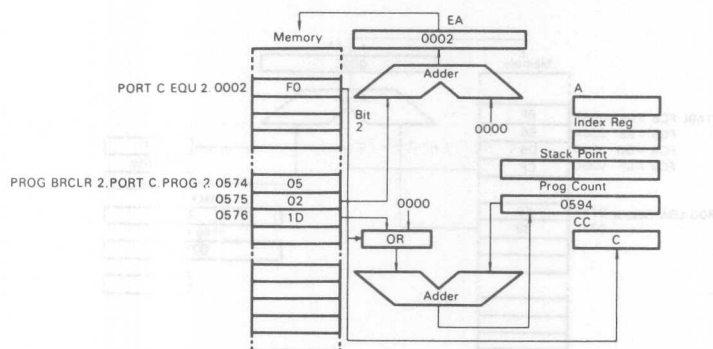 EA
0002
Memory
Adder
PORT C EQU 2 0002 F0
A
Bit
2
0000
Index Reg
Stack Point
PROG BRCLR 2.PORT C PROG 2 0574 05
0575 02
0576 1D
0000
Prog Count
0594
CC
OR
C
Adder